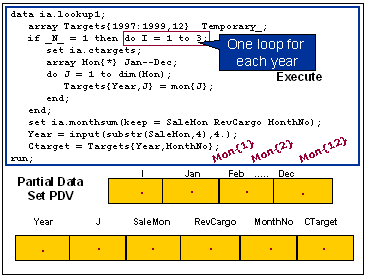 data ia.lookup1;
array Targets{1997:1999,12} _Temporary_;
if _N_ = 1 then do I = 1 to 3;
set ia.ctargets;
array Mon{*} Jan--Dec;
do J = 1 to dim(Mon);
Targets{Year,J} = mon{J};
end;
end;
set ia.monthsum(keep = SaleMon RevCargo MonthNo);
Year = input(substr(SaleMon,4),4.);
Ctarget = Targets{Year,MonthNo};
run;
One loop for
each year
Execute
Mon{1} Mon{2} Mon{12}
Partial Data
Set PDV
I Jan Feb ..... Dec
. . . .
Year J SaleMon RevCargo MonthNo CTarget
. . . . . .